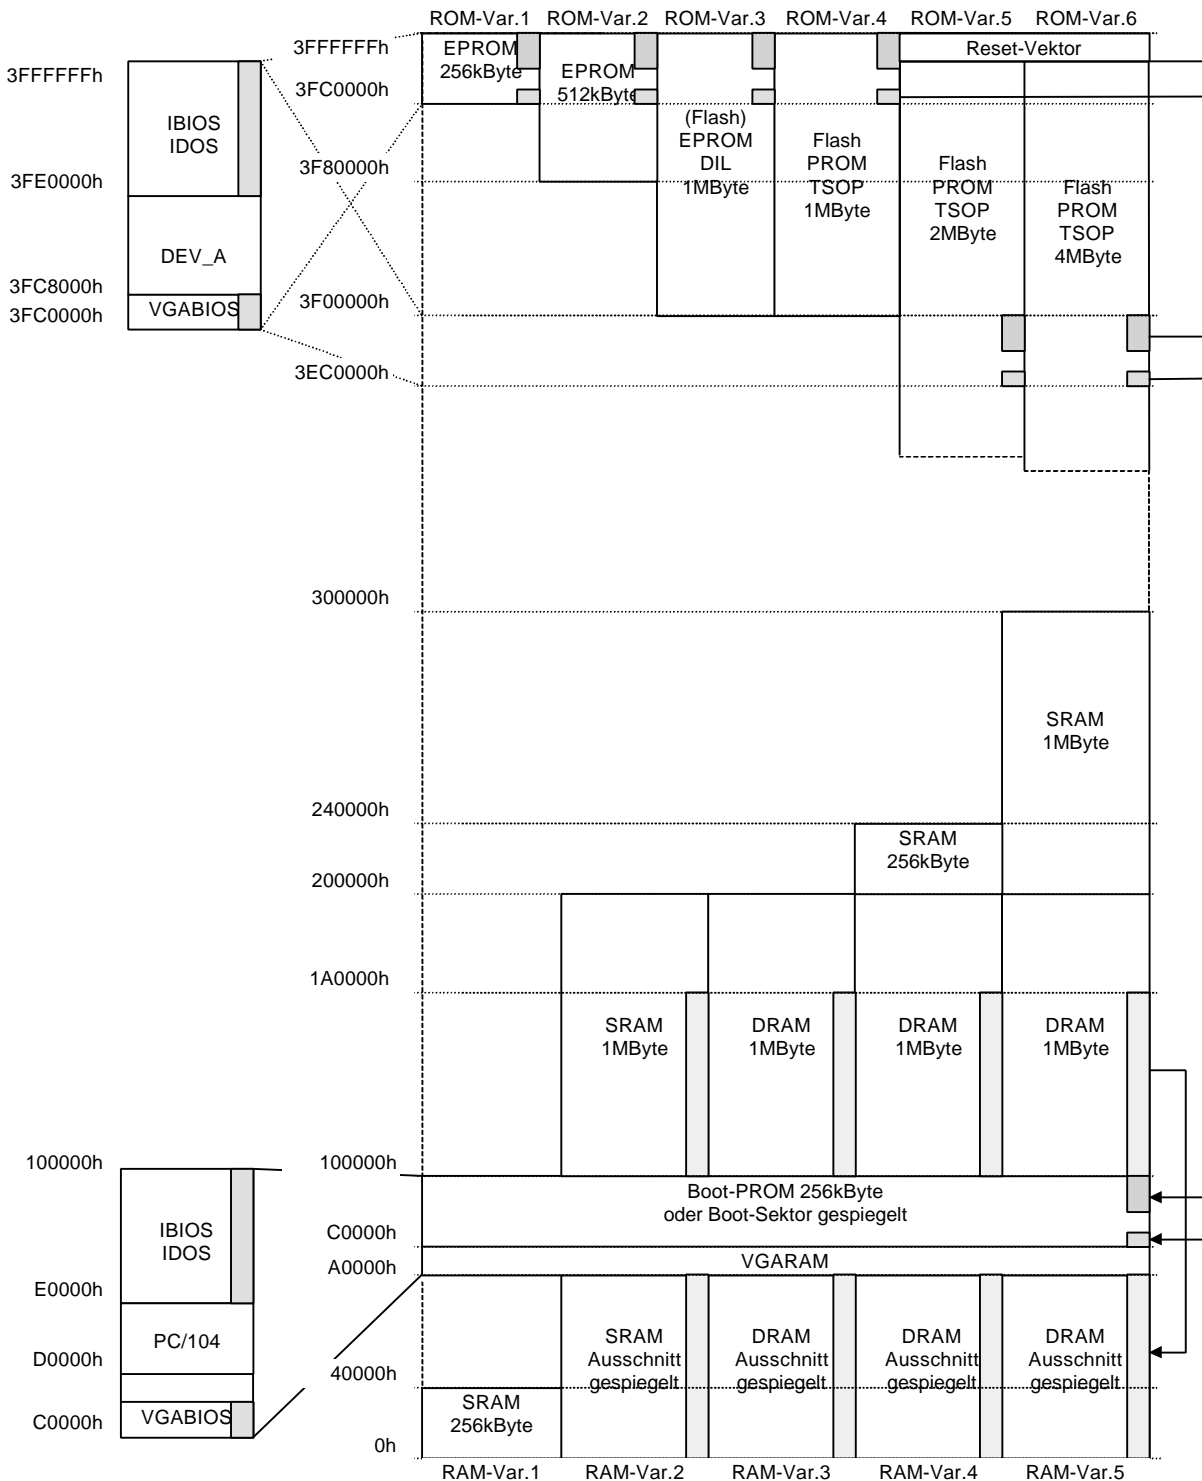 ROM-Var.1 ROM-Var.2 ROM-Var.3 ROM-Var.4 ROM-Var.5 ROM-Var.6
3FFFFFFh
3FC0000h
3F80000h
3F00000h
3EC0000h
EPROM
256kByte
EPROM
512kByte
(Flash)
EPROM
DIL
1MByte
Flash
PROM
TSOP
1MByte
Reset-Vektor
Flash
PROM
TSOP
2MByte
Flash
PROM
TSOP
4MByte
3FFFFFFh
IBIOS
IDOS
3FE0000h
DEV_A
3FC8000h
3FC0000h
VGABIOS
300000h
SRAM
1MByte
240000h
SRAM
256kByte
200000h
1A0000h
SRAM
1MByte
DRAM
1MByte
DRAM
1MByte
DRAM
1MByte
100000h
Boot-PROM 256kByte
oder Boot-Sektor gespiegelt
C0000h
VGARAM
A0000h
100000h
IBIOS
IDOS
E0000h
PC/104
D0000h
C0000h
VGABIOS
SRAM
Ausschnitt
gespiegelt
DRAM
Ausschnitt
gespiegelt
DRAM
Ausschnitt
gespiegelt
DRAM
Ausschnitt
gespiegelt
40000h
SRAM
256kByte
0h
RAM-Var.1 RAM-Var.2 RAM-Var.3 RAM-Var.4 RAM-Var.5